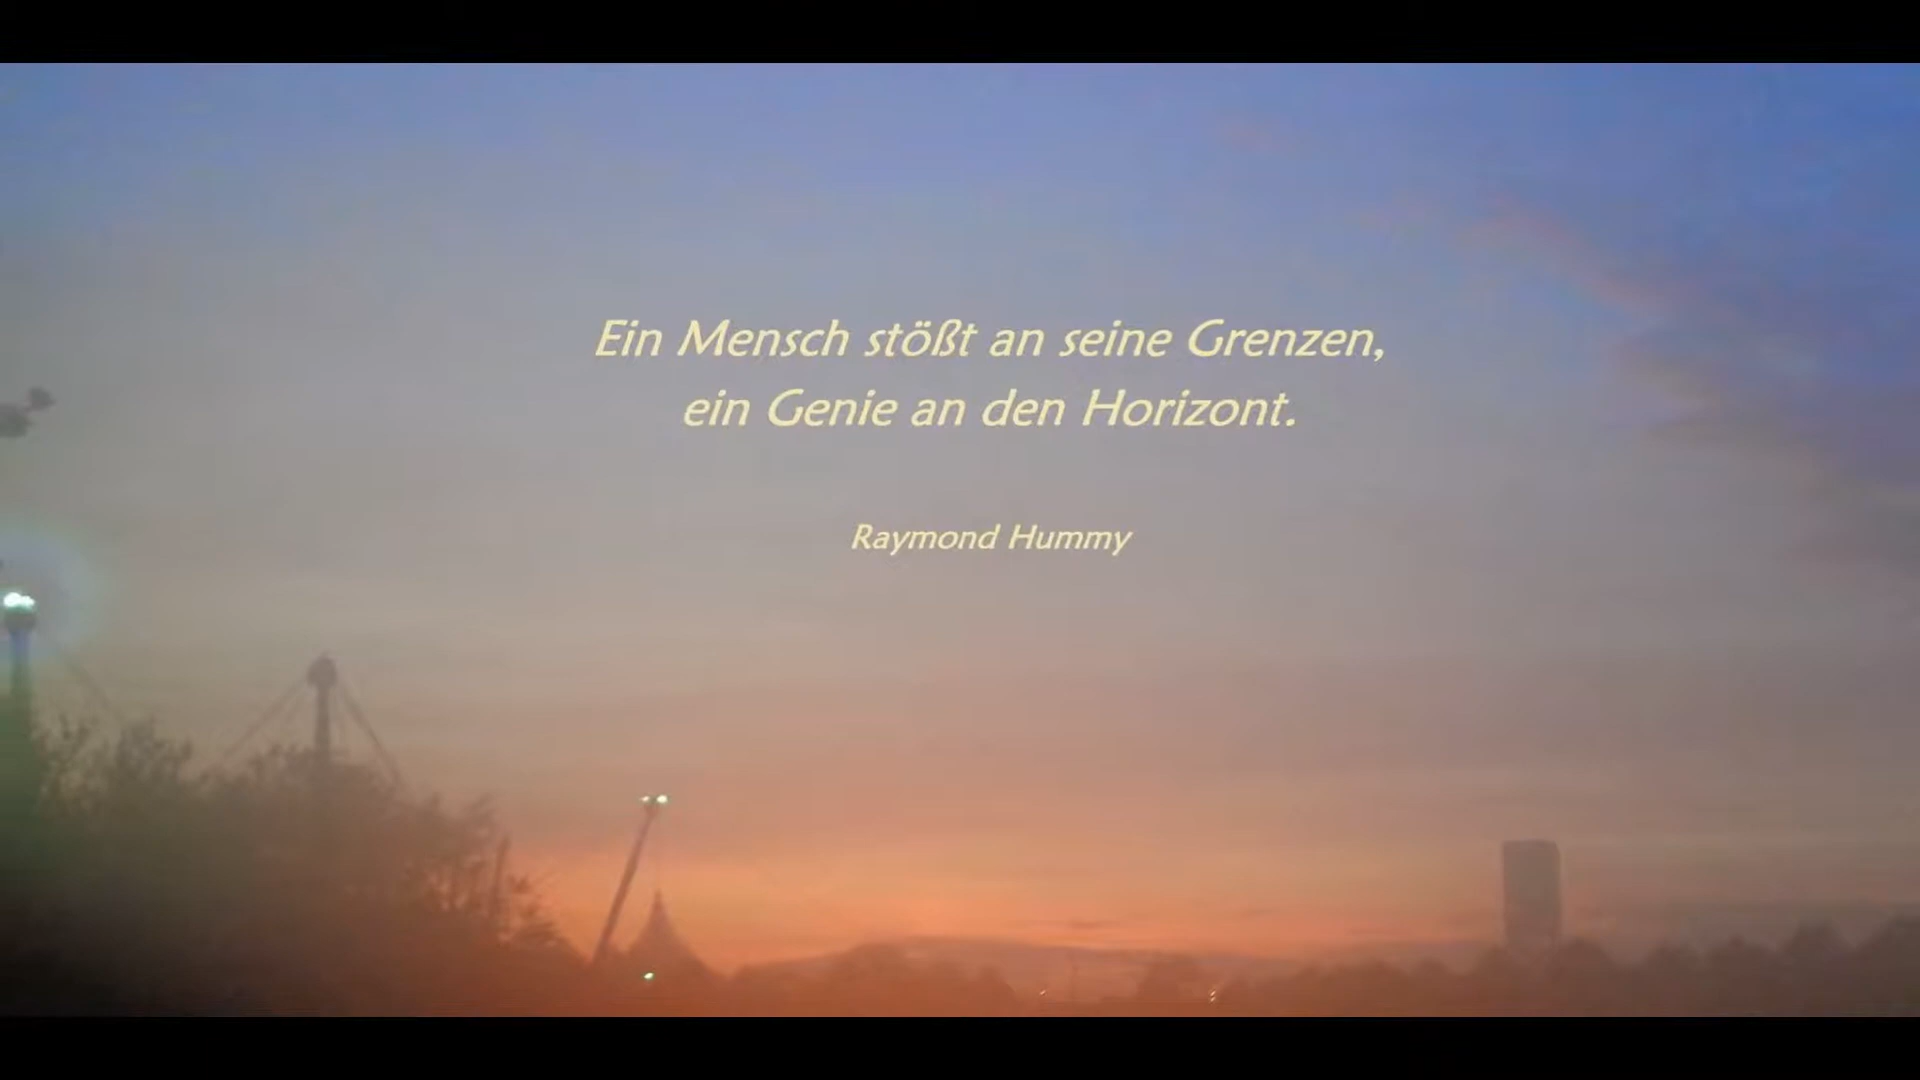 Ein Mensch stößt an seine Grenzen,
ein Genie an den Horizont.
Raymond Hummy